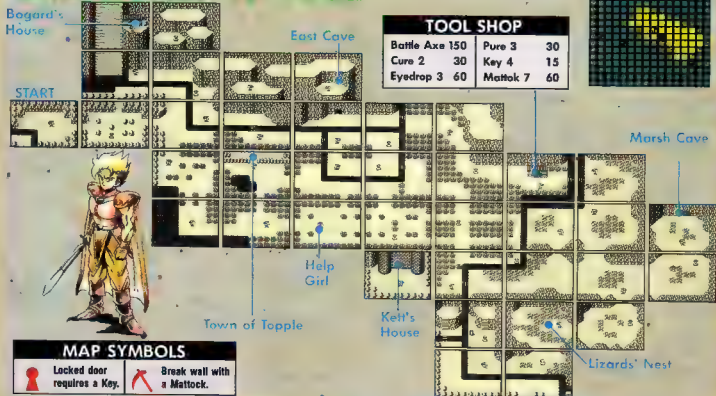 Bogard's
House
East Cave
START
TOOL SHOP
Battle Axe 150 Pure 3 30
Cure 2 30 Key 4 15
Eyedrop 3 60 Mattok 7 60
Marsh Cave
Help
Girl
Town of Topple
Kett's
House
Lizards' Nest
MAP SYMBOLS
Locked door
requires a Key.
Break wall with
a Mattock.